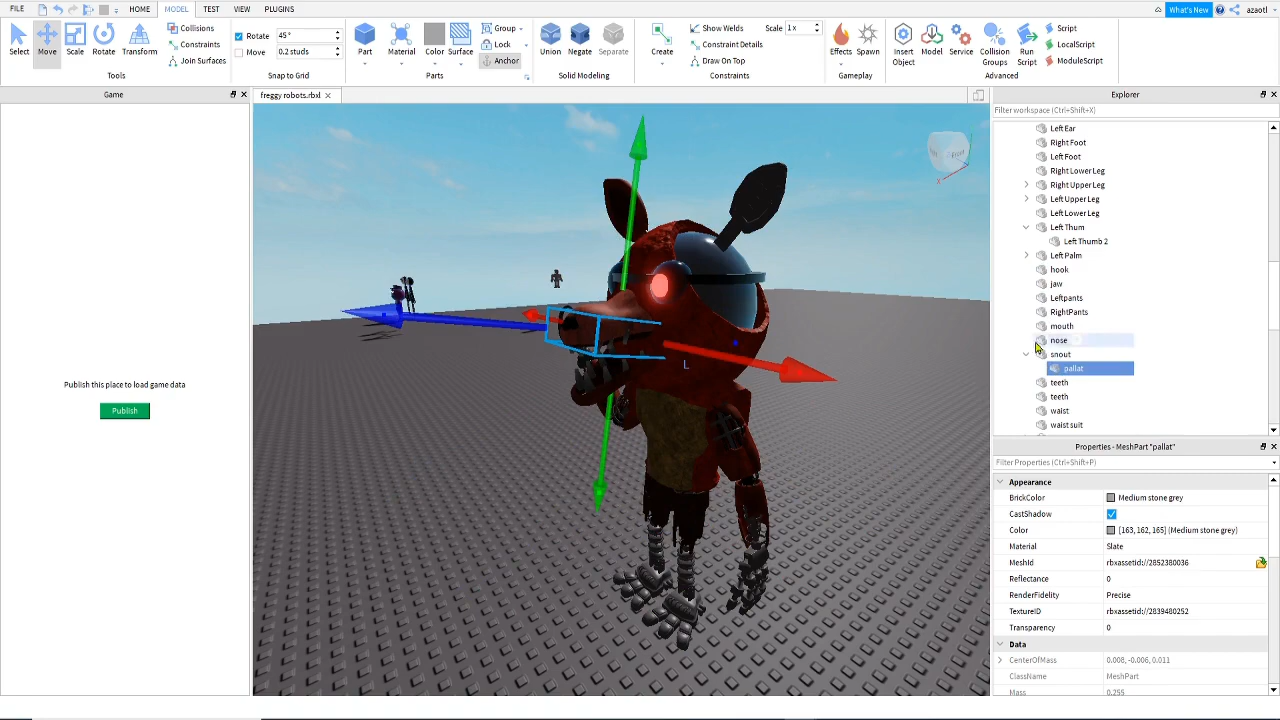 FILE HOME MODEL TEST VIEW PLUGINS What's New azaotl
Select Move Scale Rotate Transform
Collisions
Constraints
Join Surfaces
Tools
Rotate 45°
Move 0.2 studs
Snap to Grid
Part Material Color Surface
Group
Lock
Anchor
Parts
Union Negate Separate
Solid Modeling
Create
Show Welds Scale 1x
Constraint Details
Draw On Top
Constraints
Effects Spawn
Gameplay
Insert Object Model Service Collision Groups Run Script
Script
LocalScript
ModuleScript
Advanced
Game
Publish this place to load game data
Publish
freggy robots.rbxl
Front
X
L
Explorer
Filter workspace (Ctrl+Shift+X)
Left Ear
Right Foot
Left Foot
Right Lower Leg
Right Upper Leg
Left Upper Leg
Left Lower Leg
Left Thum
Left Thumb 2
Left Palm
hook
jaw
Leftpants
RightPants
mouth
nose
snout
pallat
teeth
teeth
waist
waist suit
Properties - MeshPart "pallat"
Filter Properties (Ctrl+Shift+P)
Appearance
BrickColor Medium stone grey
CastShadow
Color [163, 162, 165] (Medium stone grey)
Material Slate
MeshId rbxassetid://2852380036
Reflectance 0
RenderFidelity Precise
TextureID rbxassetid://2839480252
Transparency 0
Data
CenterOfMass 0.008, -0.006, 0.011
ClassName MeshPart
Mass 0.255